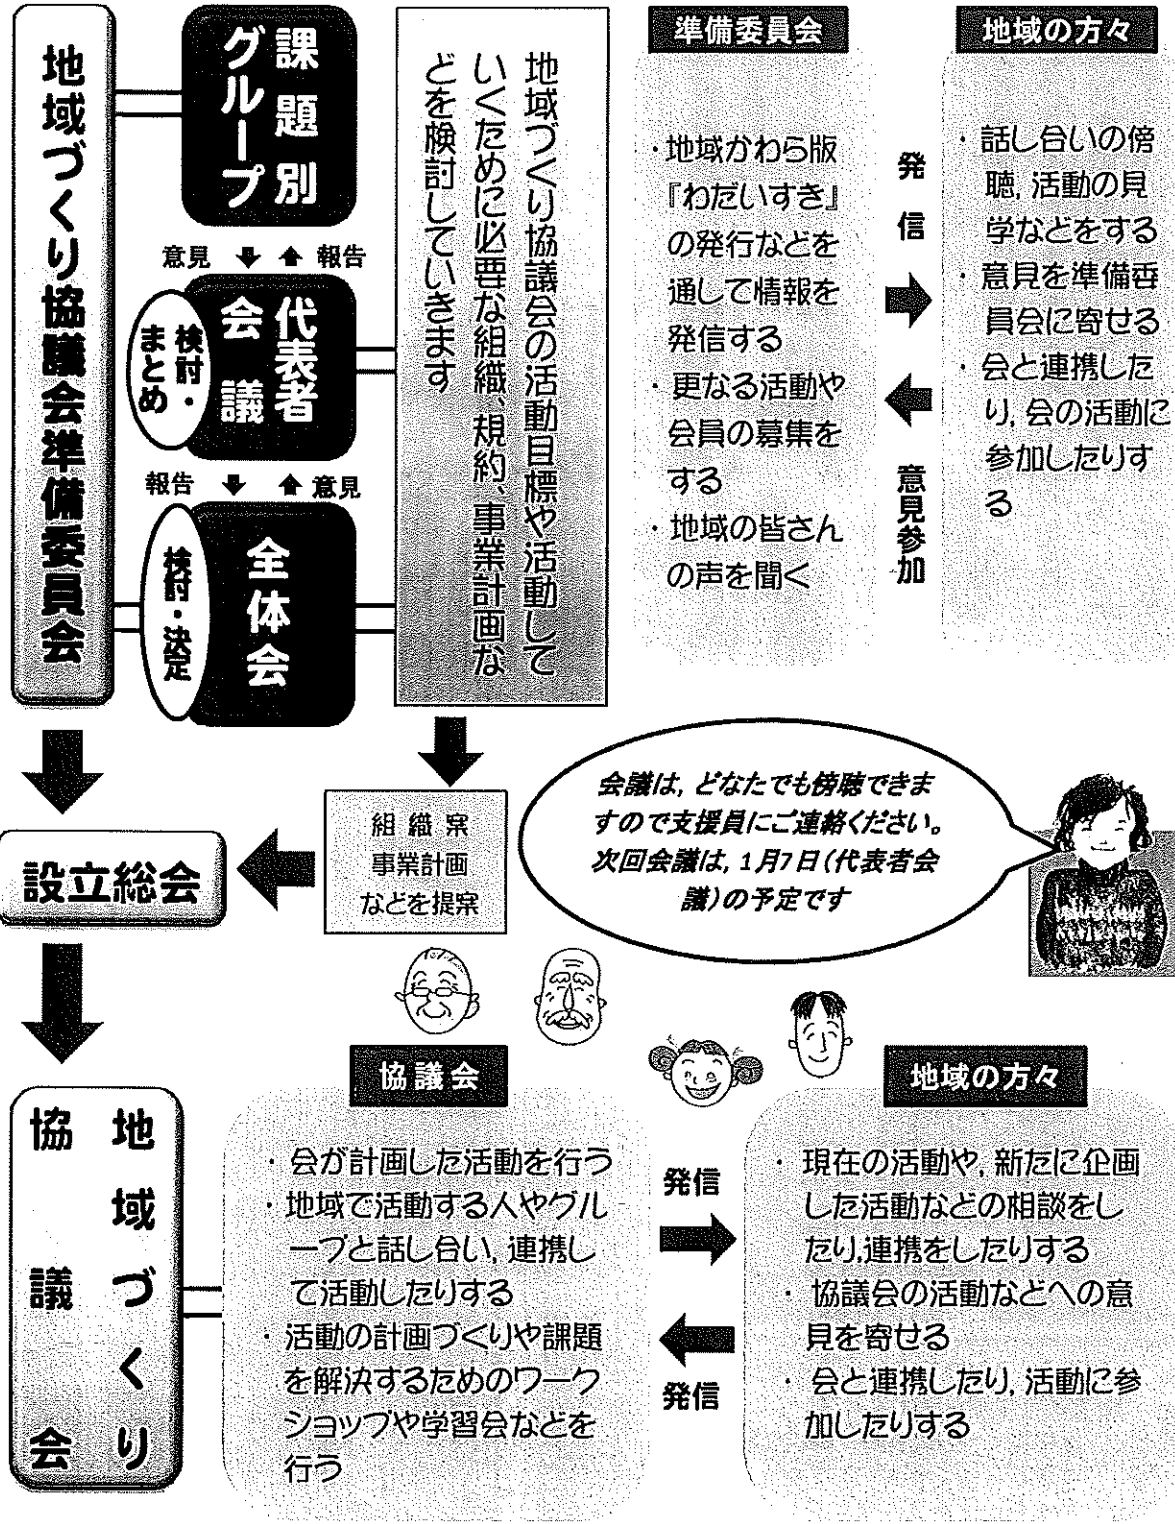 地域づくり協議会準備委員会
課題別
グループ
意見
報告
代表者
会議
検討・
まとめ
報告
意見
全体会
検討・決定
地域づくり協議会の活動目標や活動して
いくために必要な組織、規約、事業計画な
どを検討していきます
準備委員会
・地域かわら版
『わだいすき』
の発行などを
通して情報を
発信する
・更なる活動や
会員の募集を
する
・地域の皆さん
の声を聞く
発信
意見参加
地域の方々
・話し合いの傍
聴,活動の見
学などをする
・意見を準備委
員会に寄せる
・会と連携した
り,会の活動に
参加したりす
る
組織案
事業計画
などを提案
設立総会
会議は,どなたでも傍聴できま
すので支援員にご連絡ください。
次回会議は,1月7日(代表者会
議)の予定です
地域づくり
協議会
協議会
・会が計画した活動を行う
・地域で活動する人やグル
ープと話し合い,連携し
て活動したりする
・活動の計画づくりや課題
を解決するためのワーク
ショップや学習会などを
行う
発信
発信
地域の方々
・現在の活動や,新たに企画
した活動などの相談をし
たり,連携をしたりする
・協議会の活動などへの意
見を寄せる
・会と連携したり,活動に参
加したりする